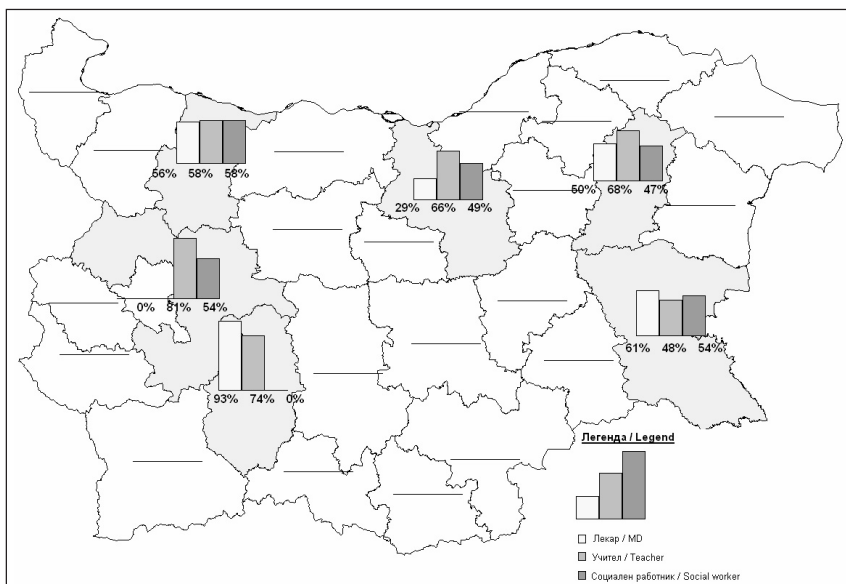 56% 58% 58%
29% 66% 49%
50% 68% 47%
0% 81% 54%
61% 48% 54%
93% 74% 0%
Легенда / Legend
Лекар / MD
Учител / Teacher
Социален работник / Social worker